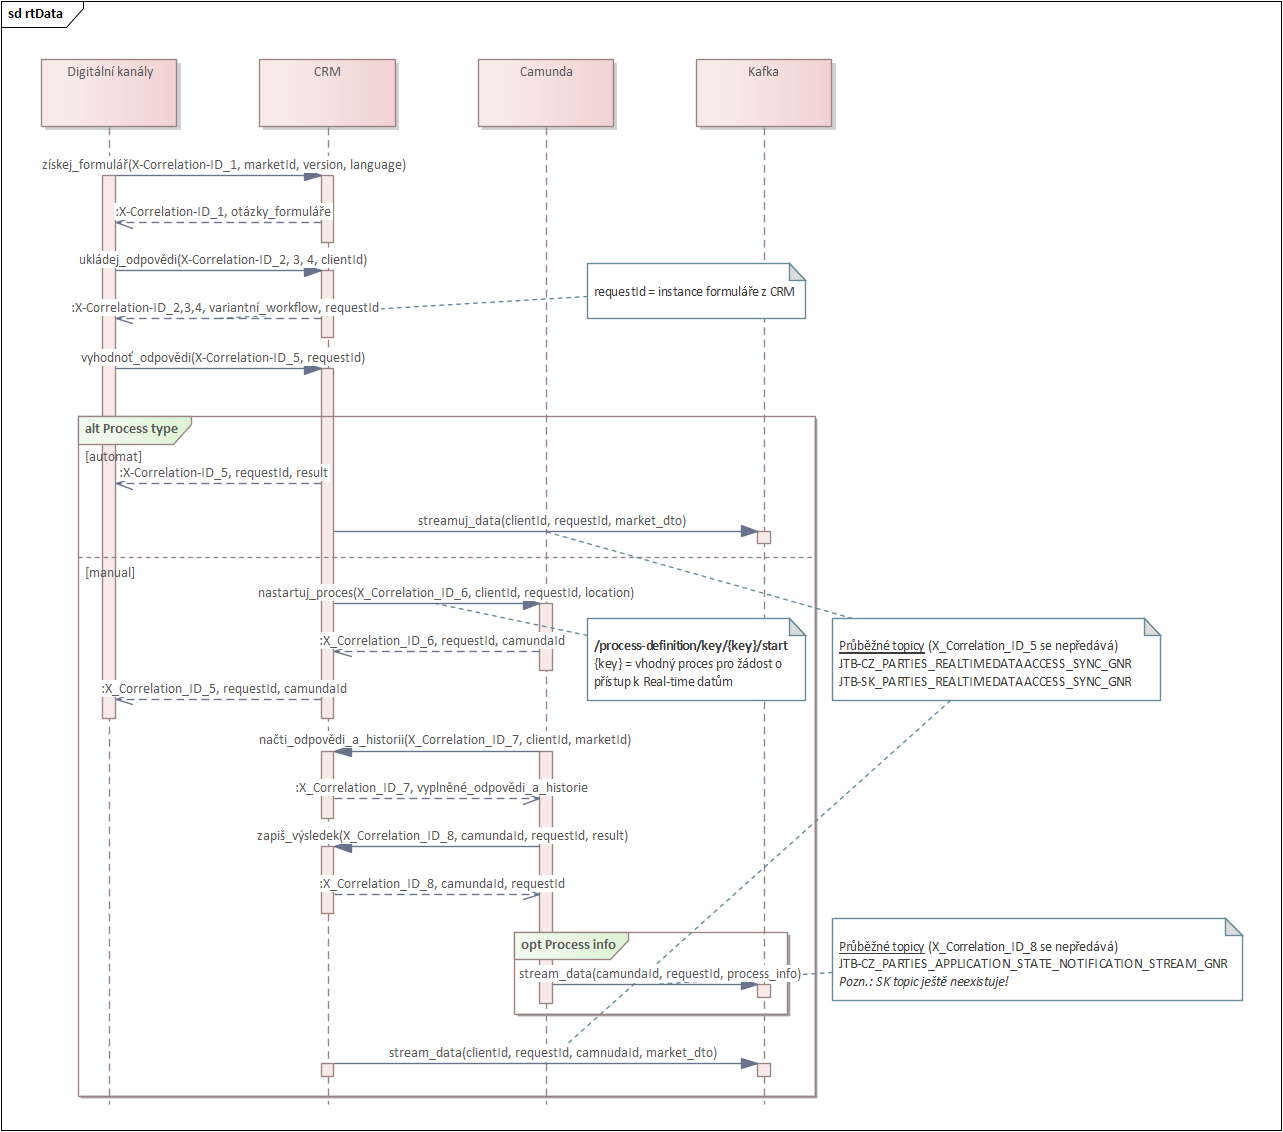 sd rtData
Digitální kanály
CRM
Camunda
Kafka
získej_formulář(X-Correlation-ID_1, marketId, version, language)
:X-Correlation-ID_1, otázky_formuláře
ukládej_odpovědi(X-Correlation-ID_2, 3, 4, clientId)
requestId = instance formuláře z CRM
:X-Correlation-ID_2,3,4, variantní_workflow, requestId
vyhodnoť_odpovědi(X-Correlation-ID_5, requestId)
alt Process type
[automat]
:X-Correlation-ID_5, requestId, result
streamuj_data(clientId, requestId, market_dto)
[manual]
nastartuj_proces(X_Correlation_ID_6, clientId, requestId, location)
:X_Correlation_ID_6, requestId, camundaId
/process-definition/key/{key}/start
{key} = vhodný proces pro žádost o
přístup k Real-time datům
Průběžné topicy (X_Correlation_ID_5 se nepředává)
JTB-CZ_PARTIES_REALTIMEDATAACCESS_SYNC_GNR
JTB-SK_PARTIES_REALTIMEDATAACCESS_SYNC_GNR
:X_Correlation_ID_5, requestId, camundaId
načti_odpovědi_a_historii(X_Correlation_ID_7, clientId, marketId)
:X_Correlation_ID_7, vyplněné_odpovědi_a_historie
zapiš_výsledek(X_Correlation_ID_8, camundaId, requestId, result)
:X_Correlation_ID_8, camundaId, requestId
opt Process info
stream_data(camundaId, requestId, process_info)
Průběžné topicy (X_Correlation_ID_8 se nepředává)
JTB-CZ_PARTIES_APPLICATION_STATE_NOTIFICATION_STREAM_GNR
Pozn.: SK topic ještě neexistuje!
stream_data(clientId, requestId, camnudaId, market_dto)